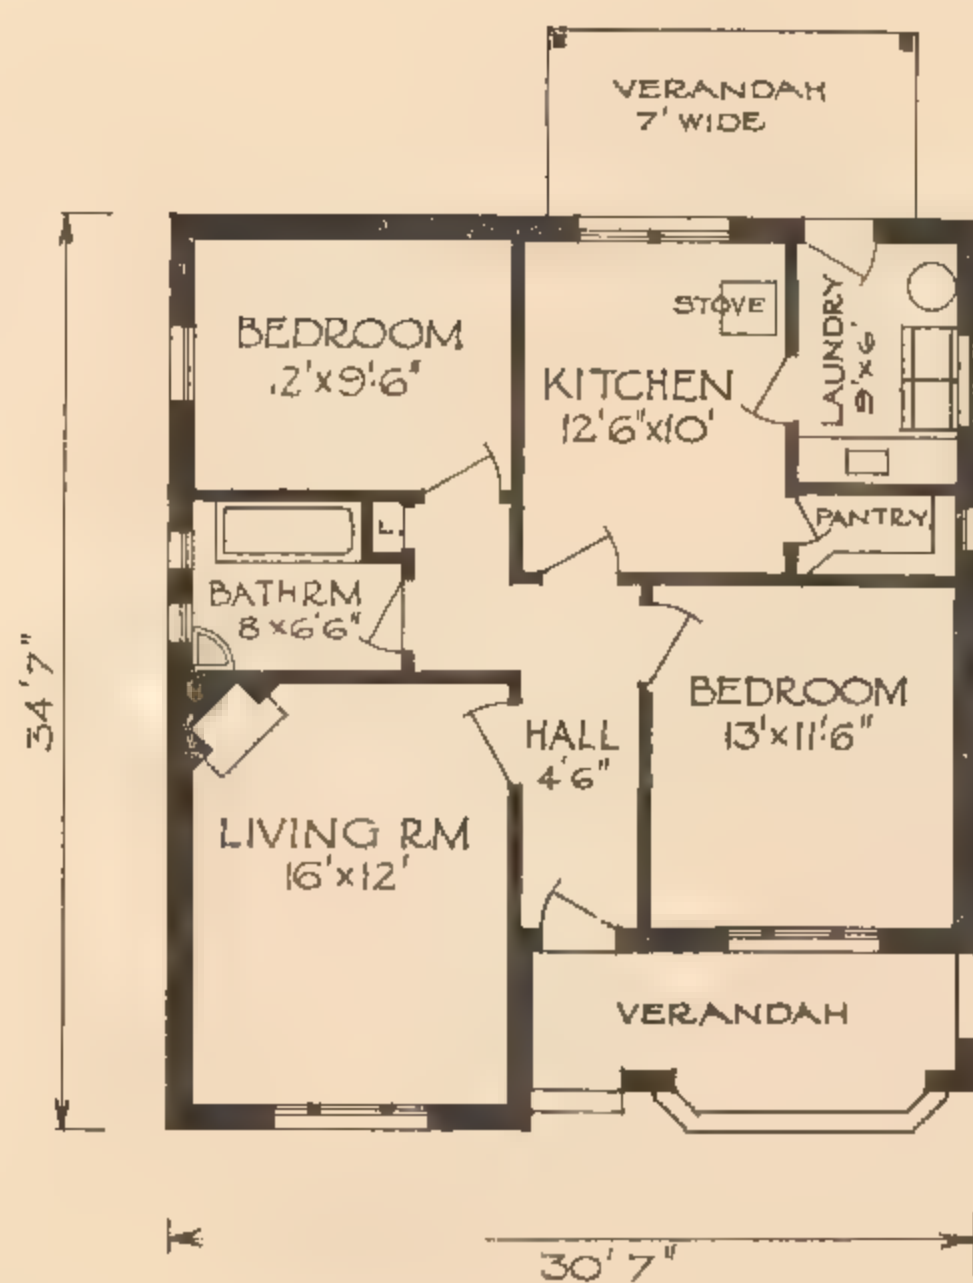 VERANDAH
7' WIDE
BEDROOM
12'x9'6"
STOVE
KITCHEN
12'6"x10'
LAUNDRY
9'x6'
PANTRY
BATHRM
8x6'6"
34'7"
BEDROOM
13'x11'6"
HALL
4'6"
LIVING RM
16'x12'
VERANDAH
30'7"